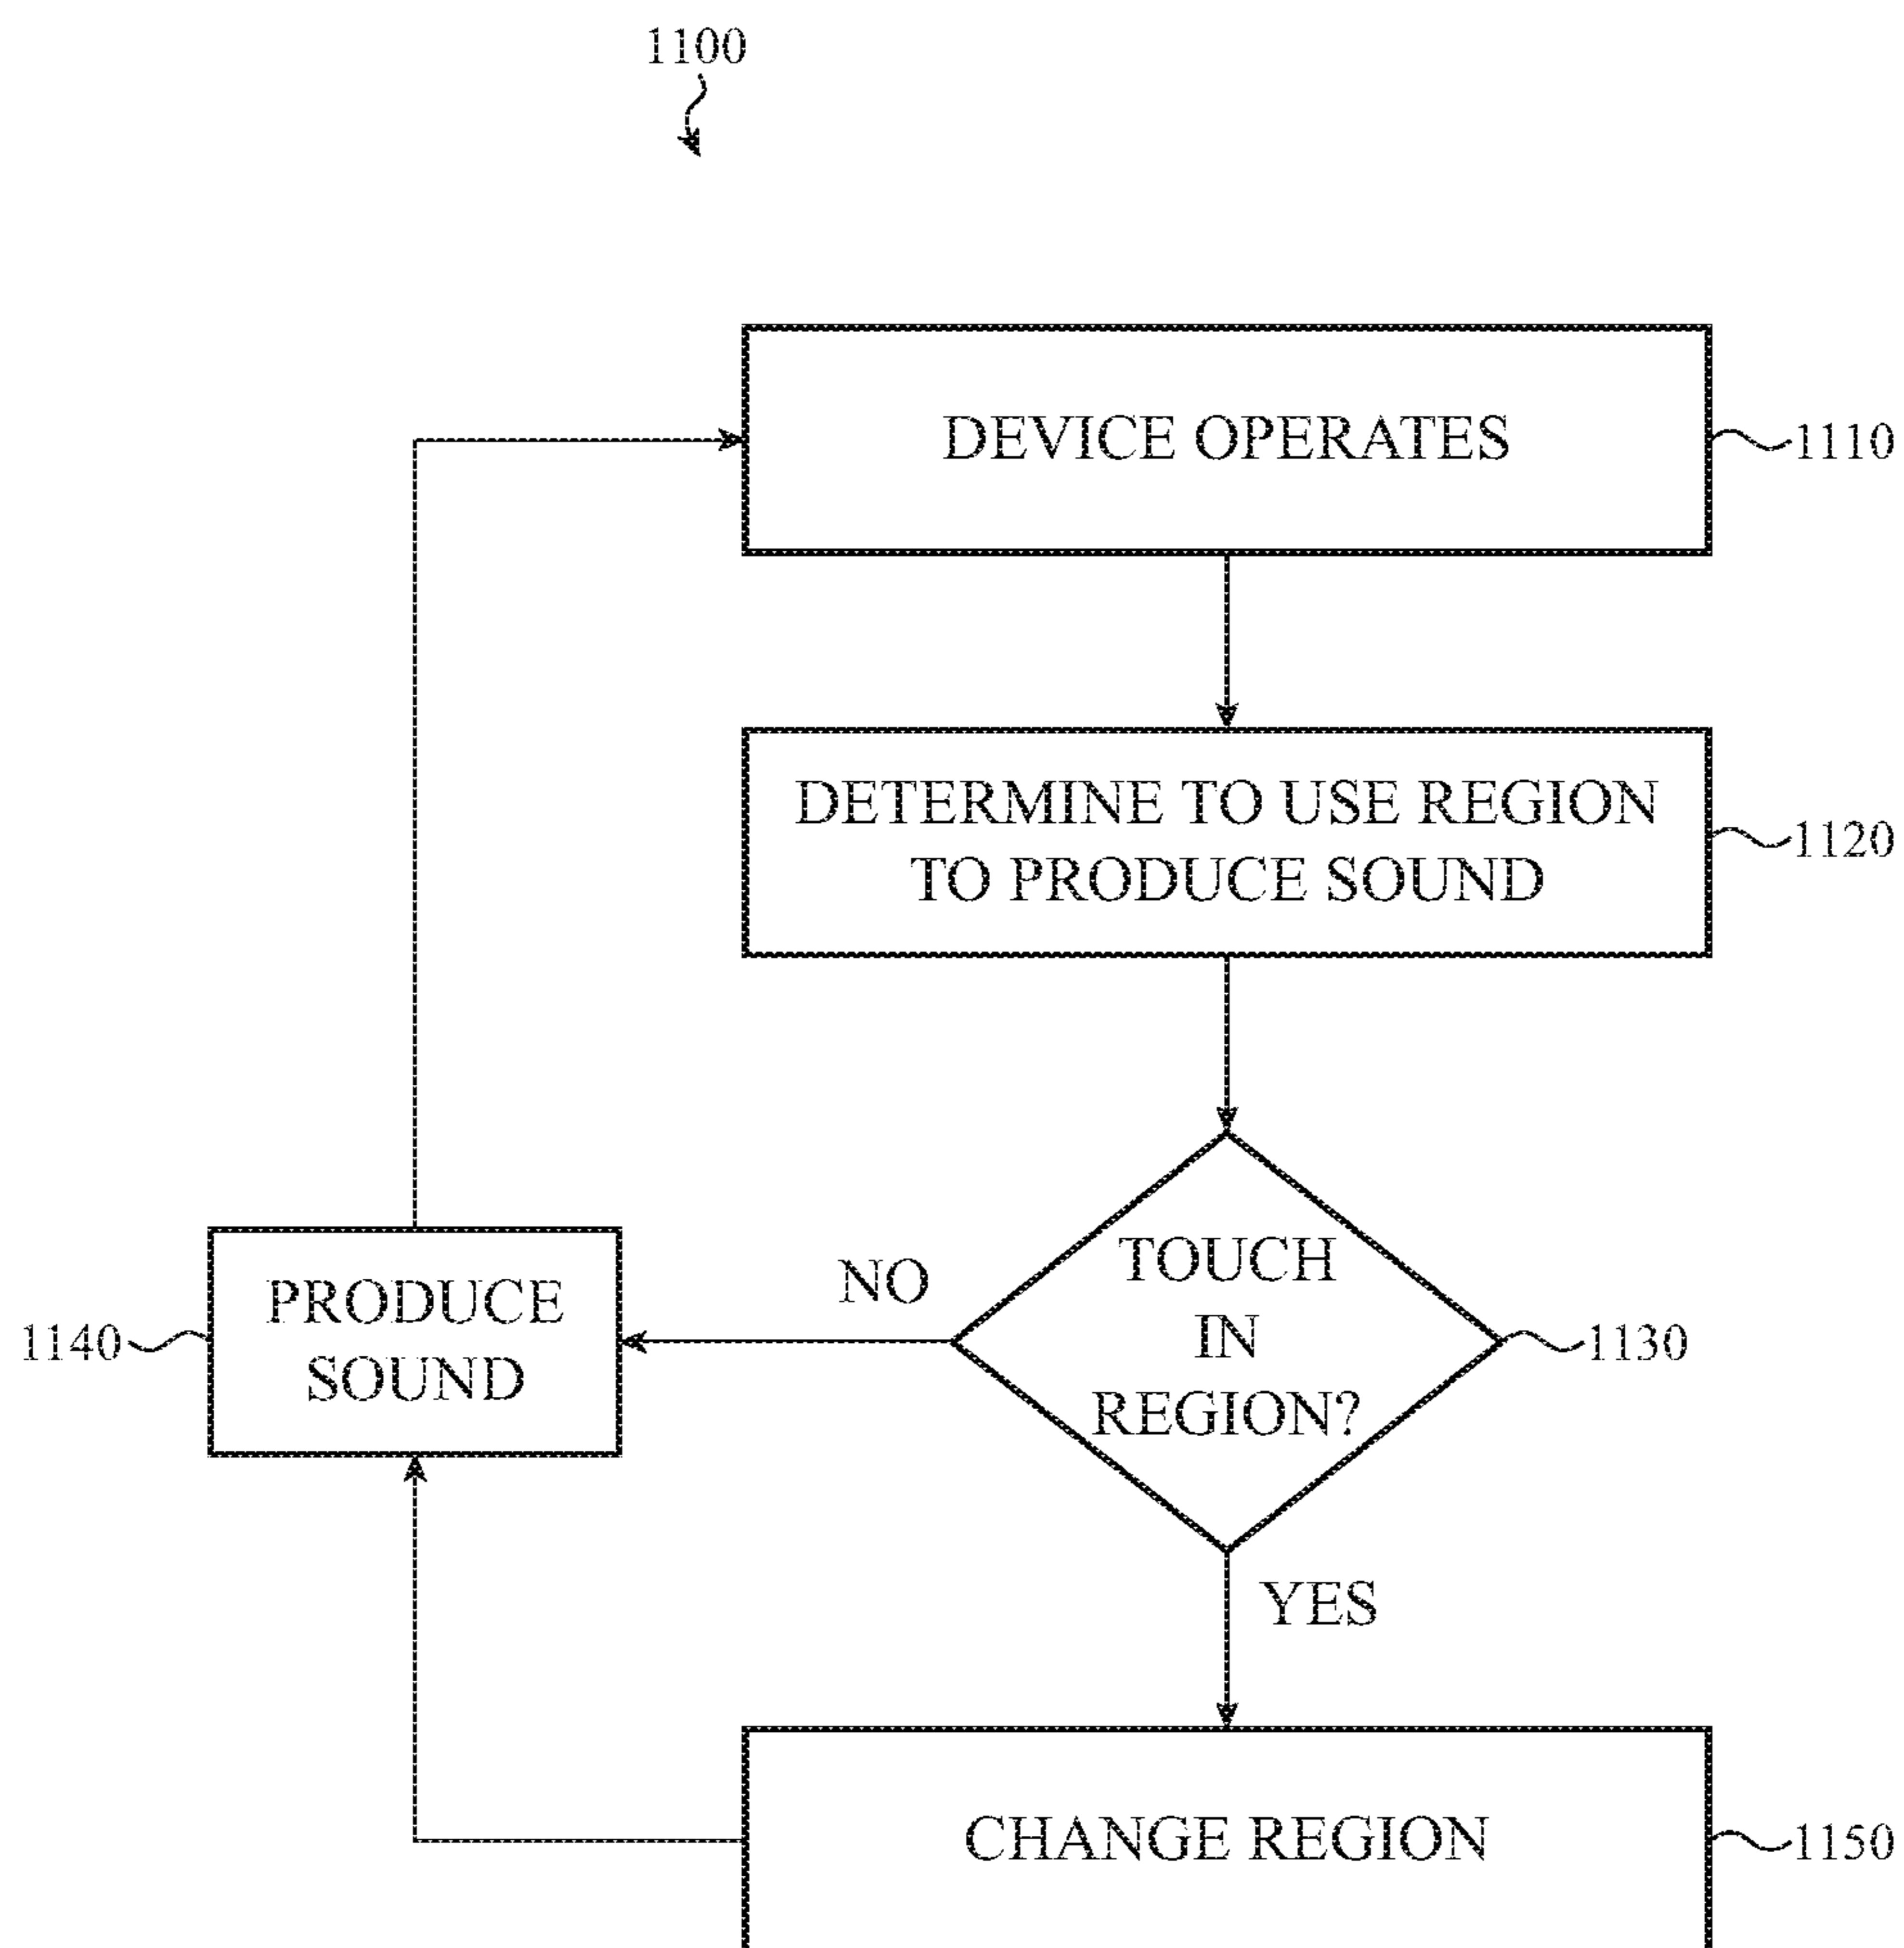 1100
DEVICE OPERATES
1110
DETERMINE TO USE REGION
TO PRODUCE SOUND
1120
TOUCH
IN
REGION?
1130
NO
PRODUCE
SOUND
1140
YES
CHANGE REGION
1150